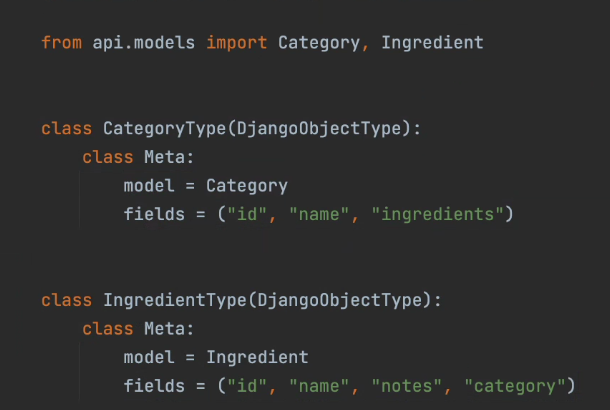 from api.models import Category, Ingredient
class CategoryType(DjangoObjectType):
    class Meta:
        model = Category
        fields = ("id", "name", "ingredients")
class IngredientType(DjangoObjectType):
    class Meta:
        model = Ingredient
        fields = ("id", "name", "notes", "category")